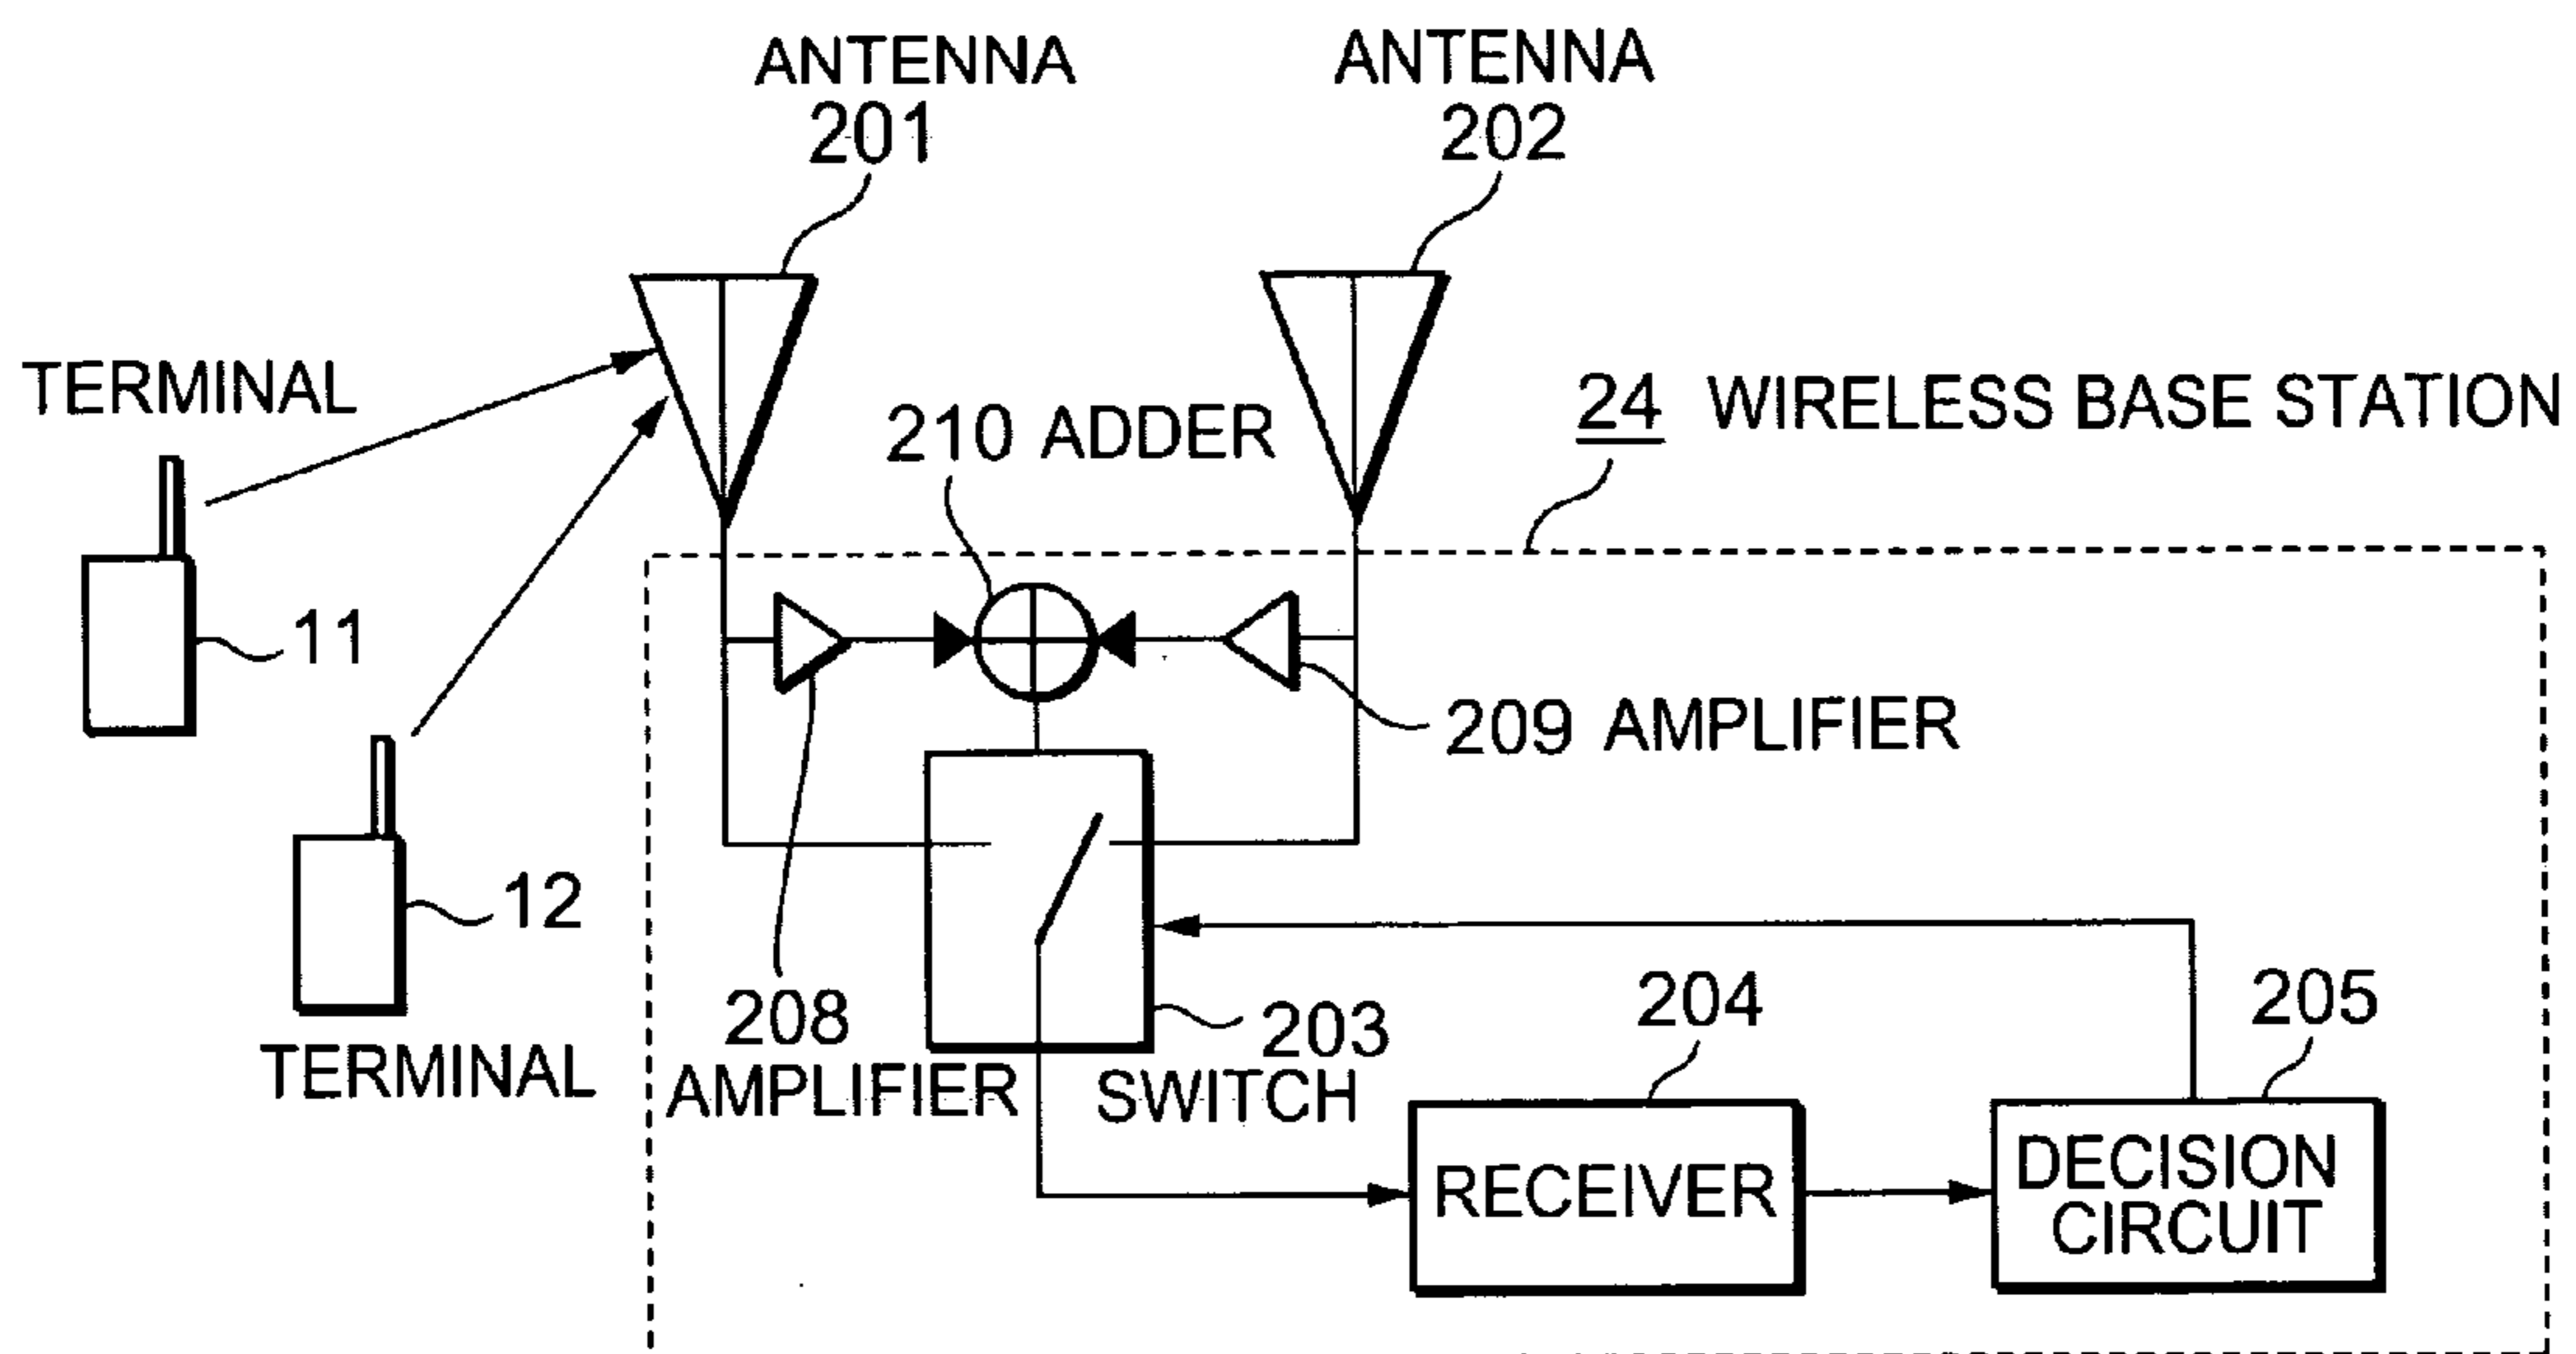 ANTENNA
201
ANTENNA
202
TERMINAL
210 ADDER
24 WIRELESS BASE STATION
11
209 AMPLIFIER
12
208
AMPLIFIER
203
SWITCH
204
205
TERMINAL
RECEIVER
DECISION
CIRCUIT